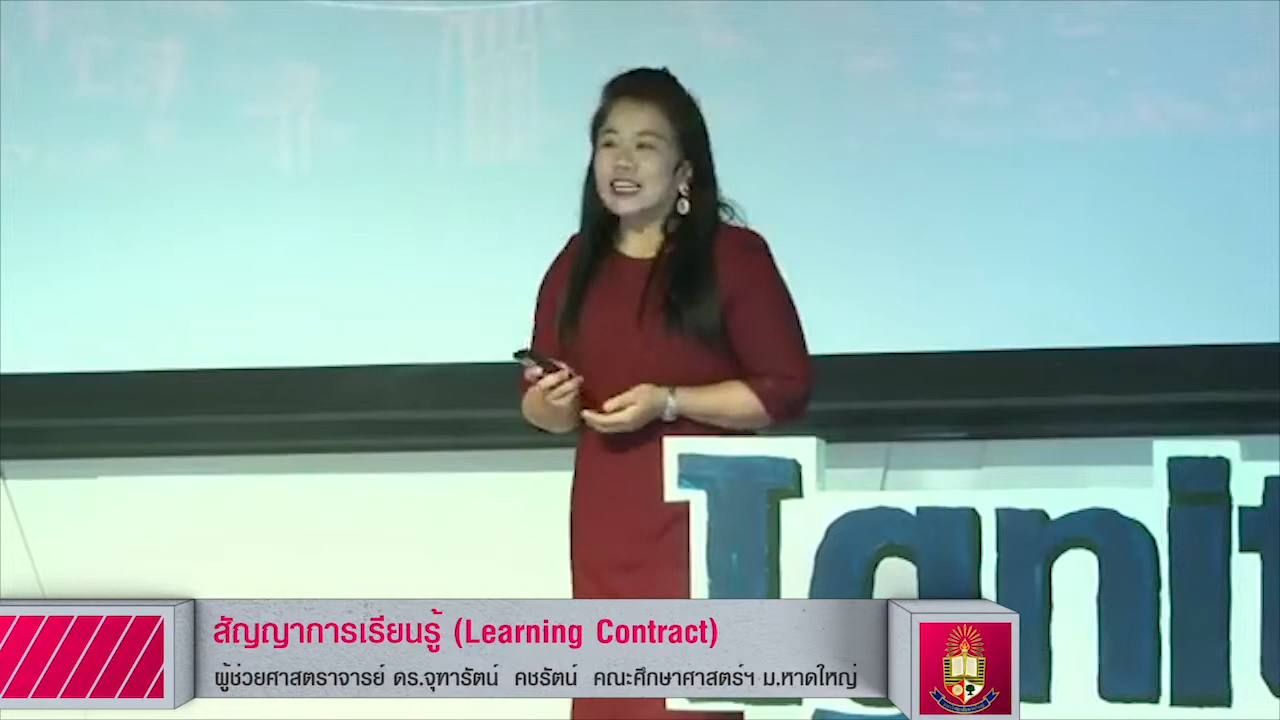 Ignit
สัญญาการเรียนรู้ (Learning Contract)
ผู้ช่วยศาสตราจารย์ ดร.จุฑารัตน์ คชรัตน์ คณะศึกษาศาสตร์ฯ ม.หาดใหญ่